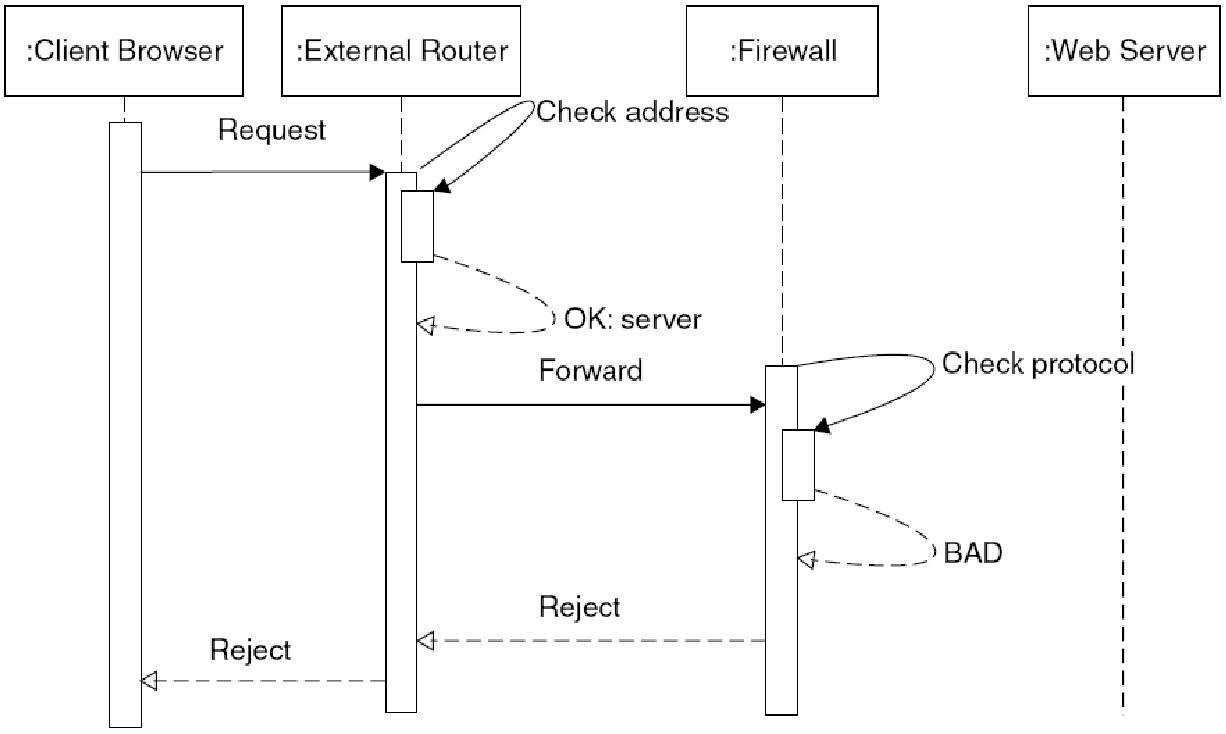 :Client Browser
:External Router
:Firewall
:Web Server
Check address
Request
OK: server
Check protocol
Forward
BAD
Reject
Reject